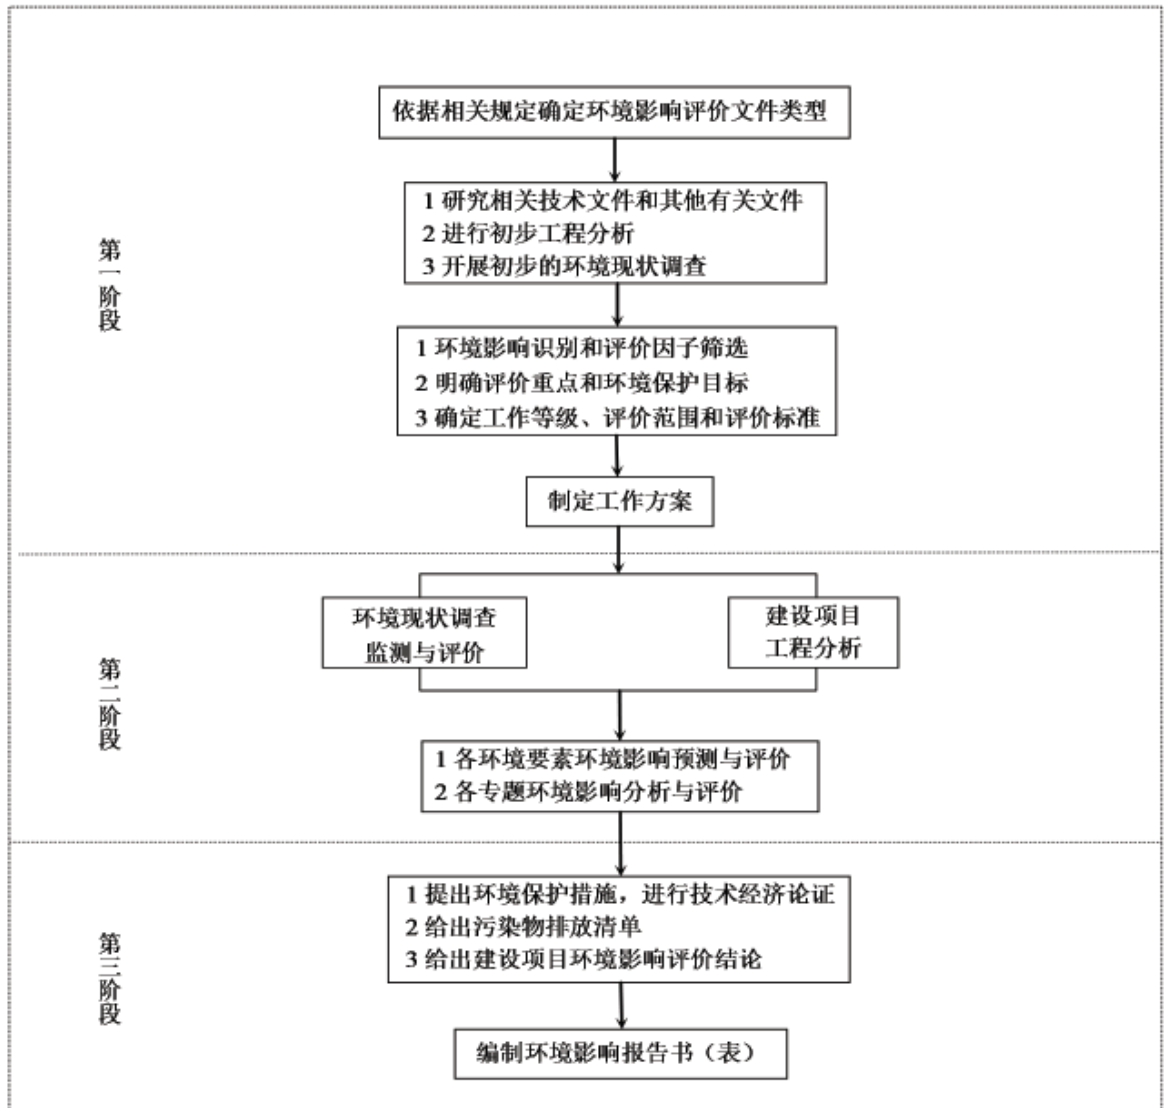 依据相关规定确定环境影响评价文件类型
1 研究相关技术文件和其他有关文件
2 进行初步工程分析
3 开展初步的环境现状调查
第一阶段
1 环境影响识别和评价因子筛选
2 明确评价重点和环境保护目标
3 确定工作等级、评价范围和评价标准
制定工作方案
环境现状调查
监测与评价
建设项目
工程分析
第二阶段
1 各环境要素环境影响预测与评价
2 各专题环境影响分析与评价
1 提出环境保护措施，进行技术经济论证
2 给出污染物排放清单
3 给出建设项目环境影响评价结论
第三阶段
编制环境影响报告书（表）